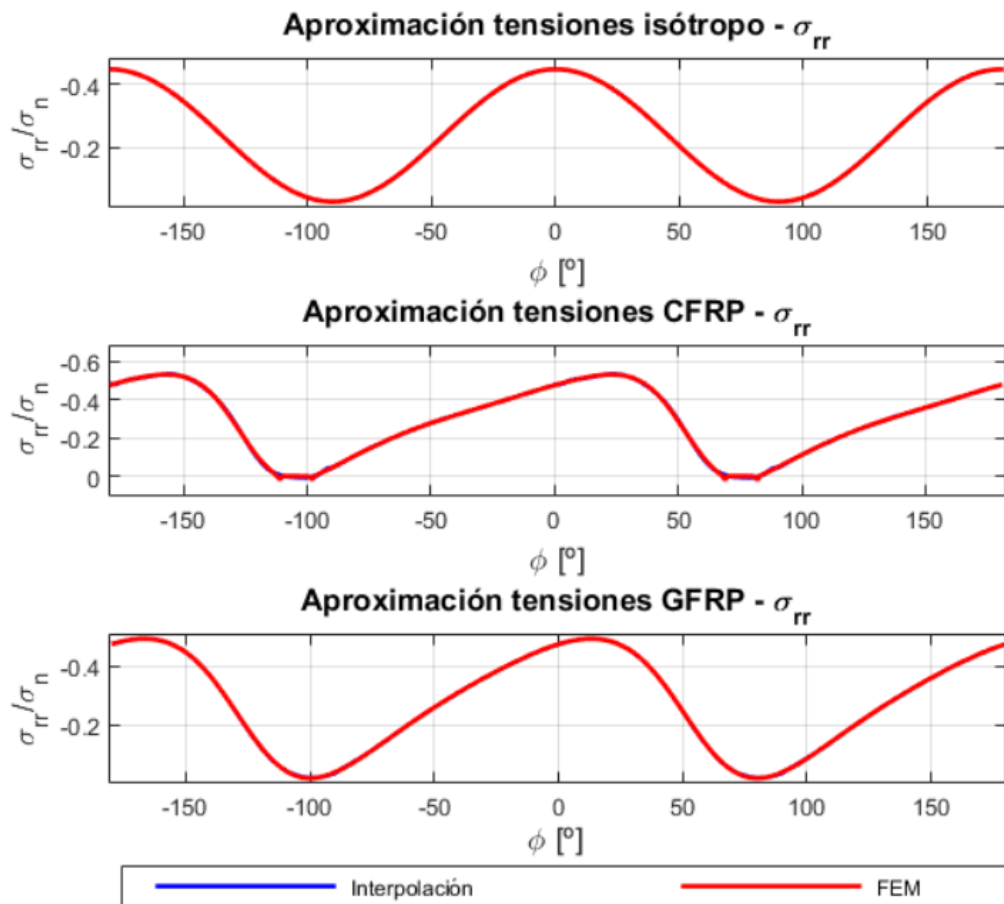 Aproximación tensiones isótropo - σrr
σrr/σn
-0.4
-0.2
-150 -100 -50 0 50 100 150
ϕ [º]
Aproximación tensiones CFRP - σrr
σrr/σn
-0.6
-0.4
-0.2
0
-150 -100 -50 0 50 100 150
ϕ [º]
Aproximación tensiones GFRP - σrr
σrr/σn
-0.4
-0.2
-150 -100 -50 0 50 100 150
ϕ [º]
Interpolación FEM